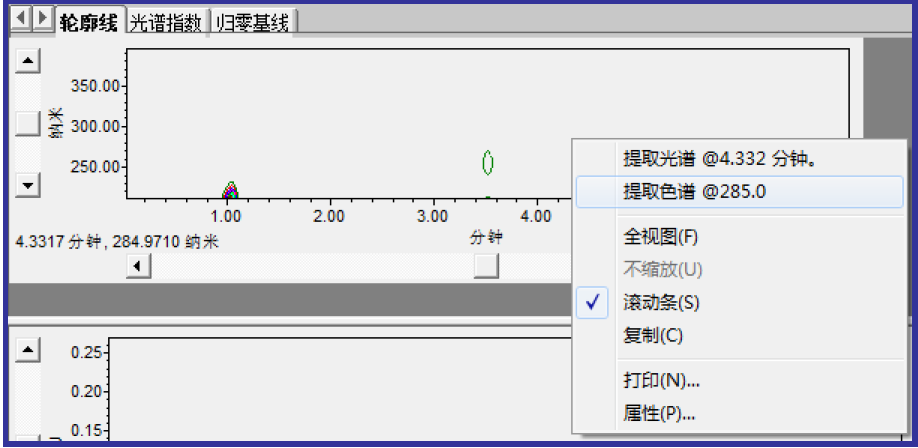 轮廓线 光谱指数 归零基线
350.00
300.00
250.00
纳米
1.00 2.00 3.00 4.00
分钟
4.3317 分钟, 284.9710 纳米
提取光谱 @4.332 分钟。
提取色谱 @285.0
全视图(F)
不缩放(U)
滚动条(S)
复制(C)
打印(N)...
属性(P)...
0.25
0.20
0.15